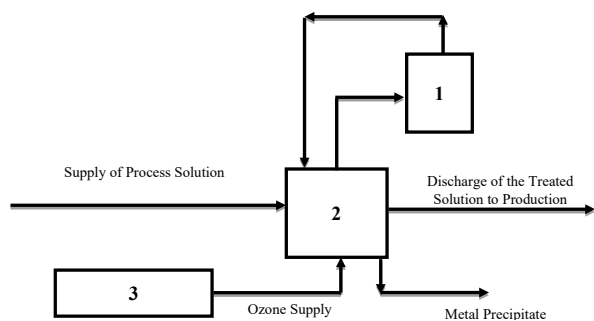 1
Supply of Process Solution
Discharge of the Treated
Solution to Production
2
3
Ozone Supply
Metal Precipitate